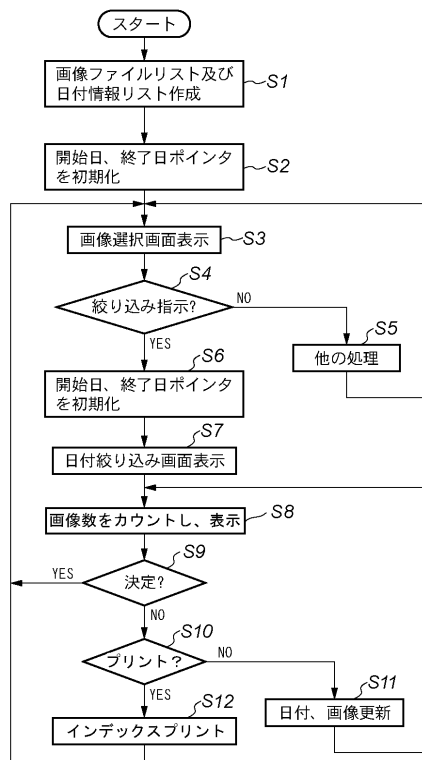 スタート
画像ファイルリスト及び
日付情報リスト作成
S1
開始日、終了日ポインタ
を初期化
S2
画像選択画面表示
S3
S4
絞り込み指示?
NO
YES
S5
他の処理
S6
開始日、終了日ポインタ
を初期化
S7
日付絞り込み画面表示
画像数をカウントし、表示
S8
S9
決定?
YES
NO
S10
プリント?
NO
YES
S11
日付、画像更新
S12
インデックスプリント